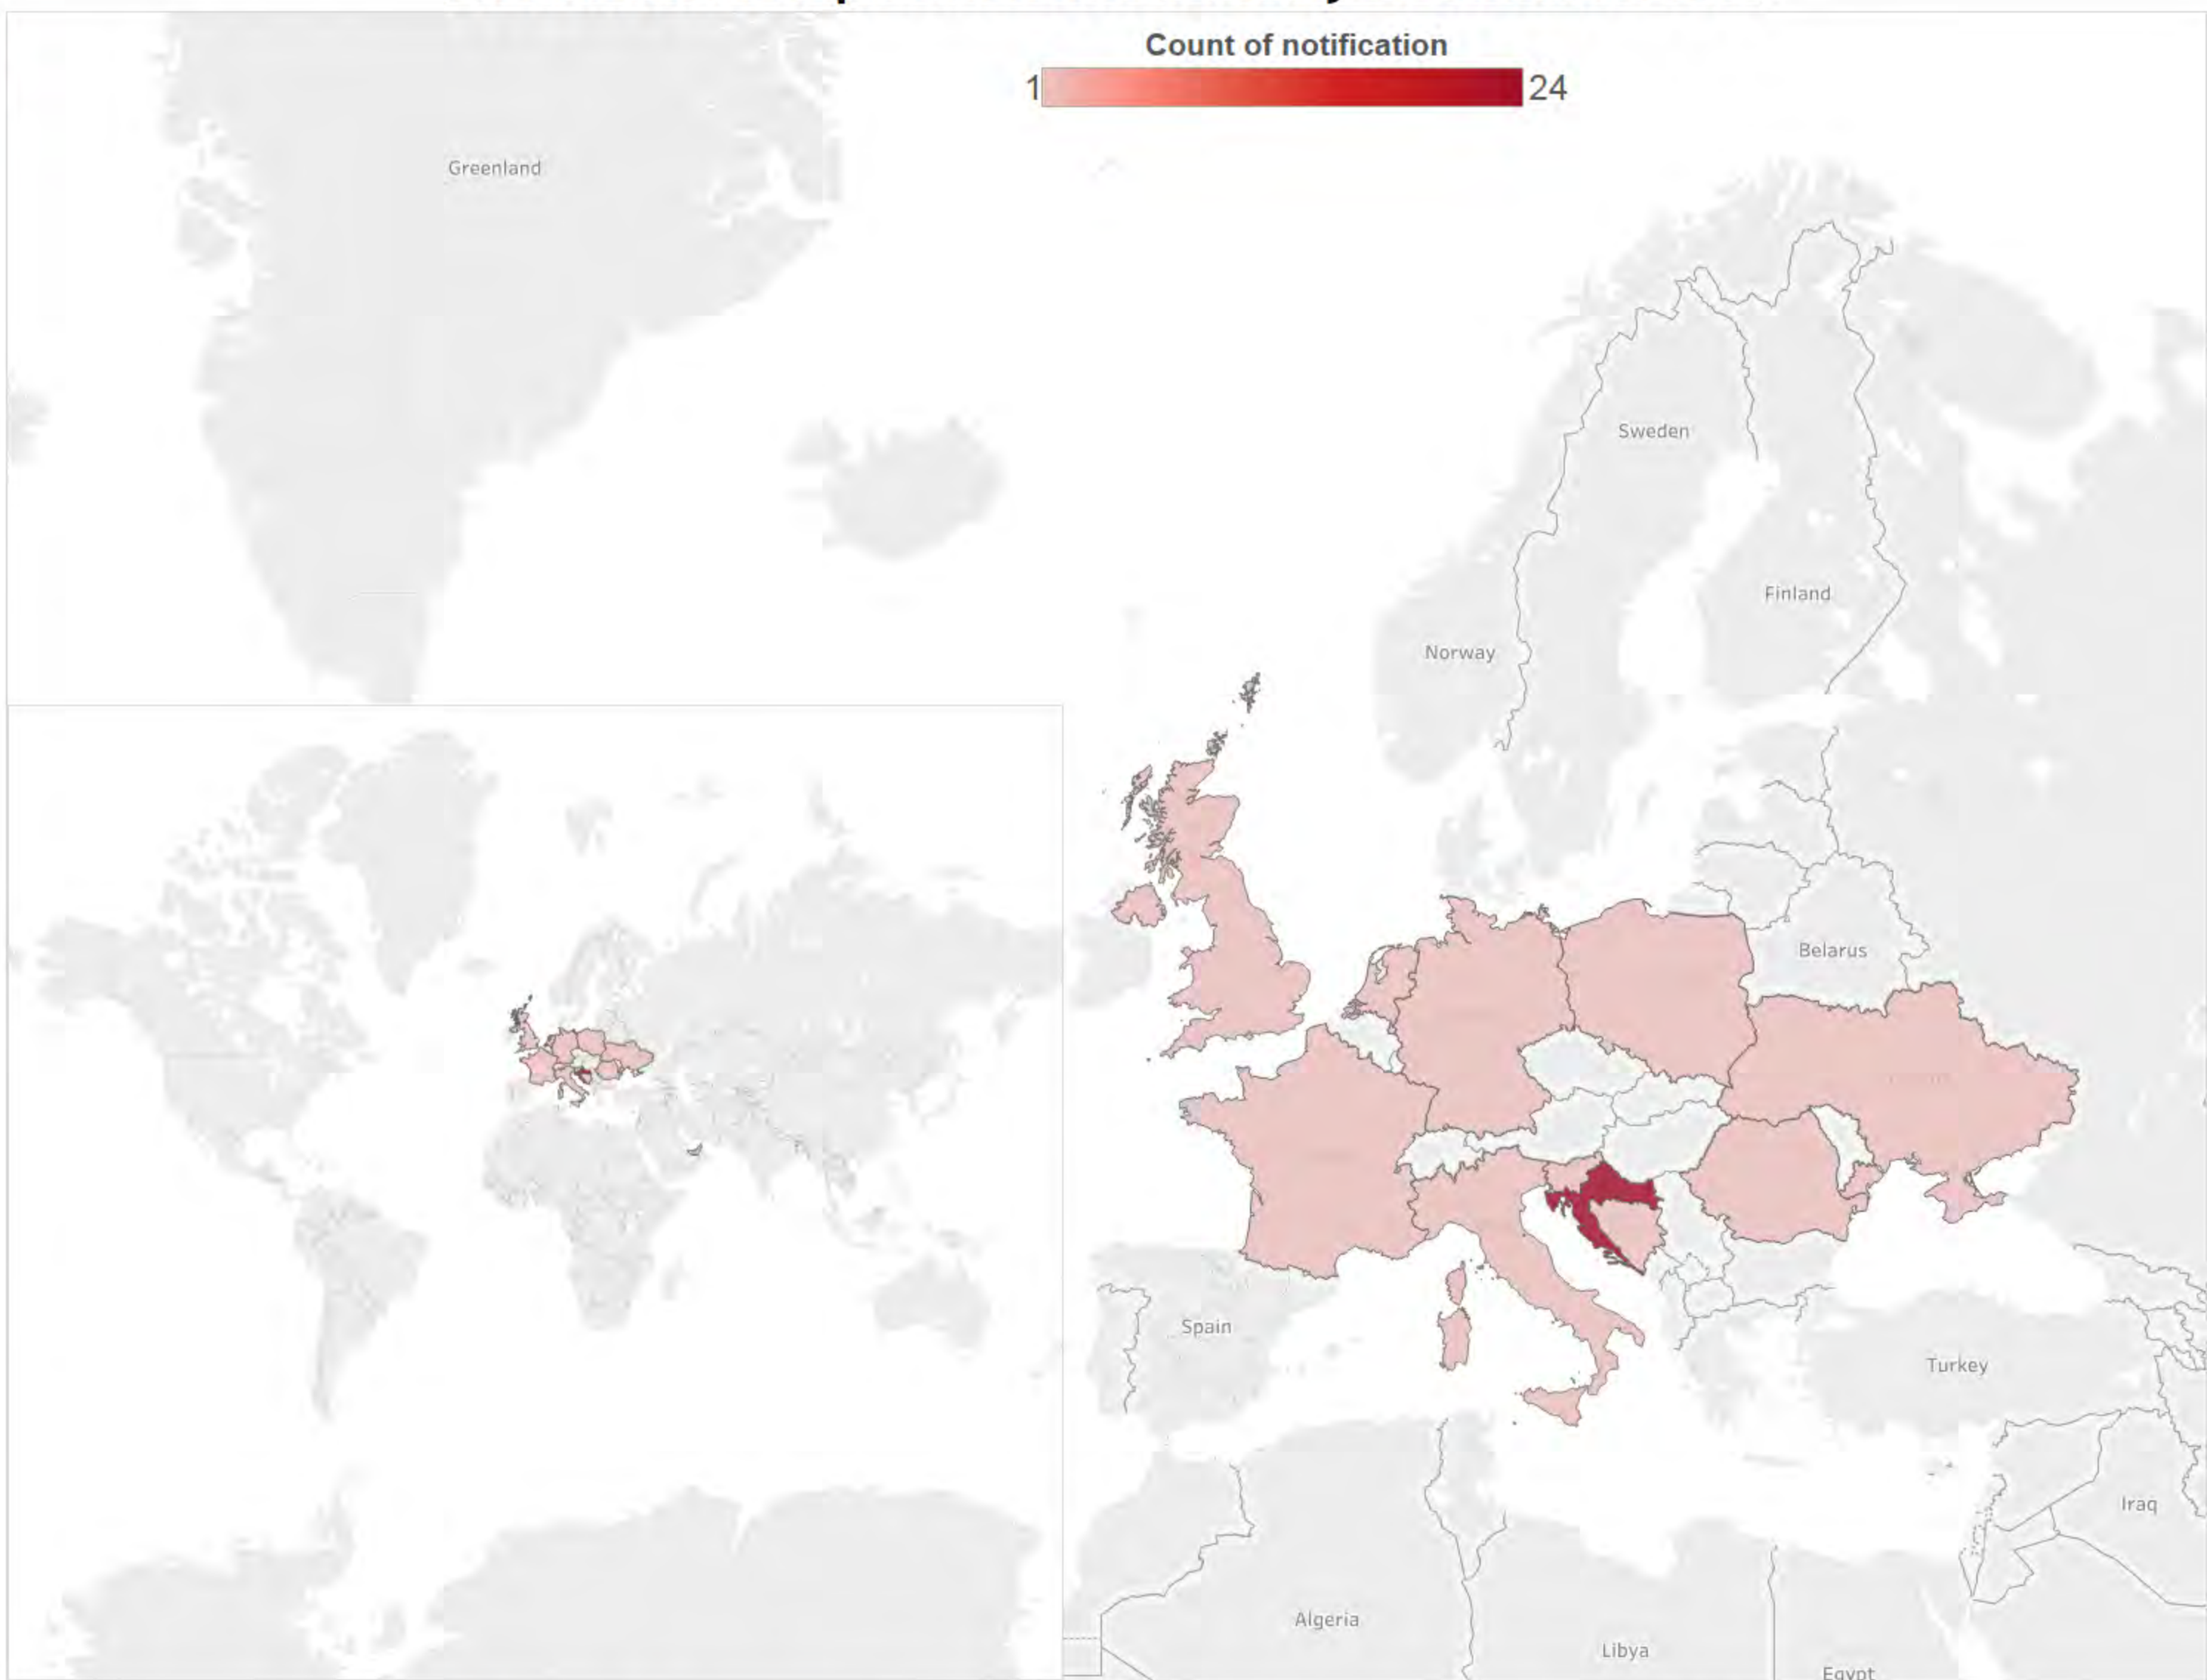 Count of notification
1 24
Greenland
Sweden
Finland
Norway
Belarus
Spain
Turkey
Iraq
Algeria
Libya
Egypt